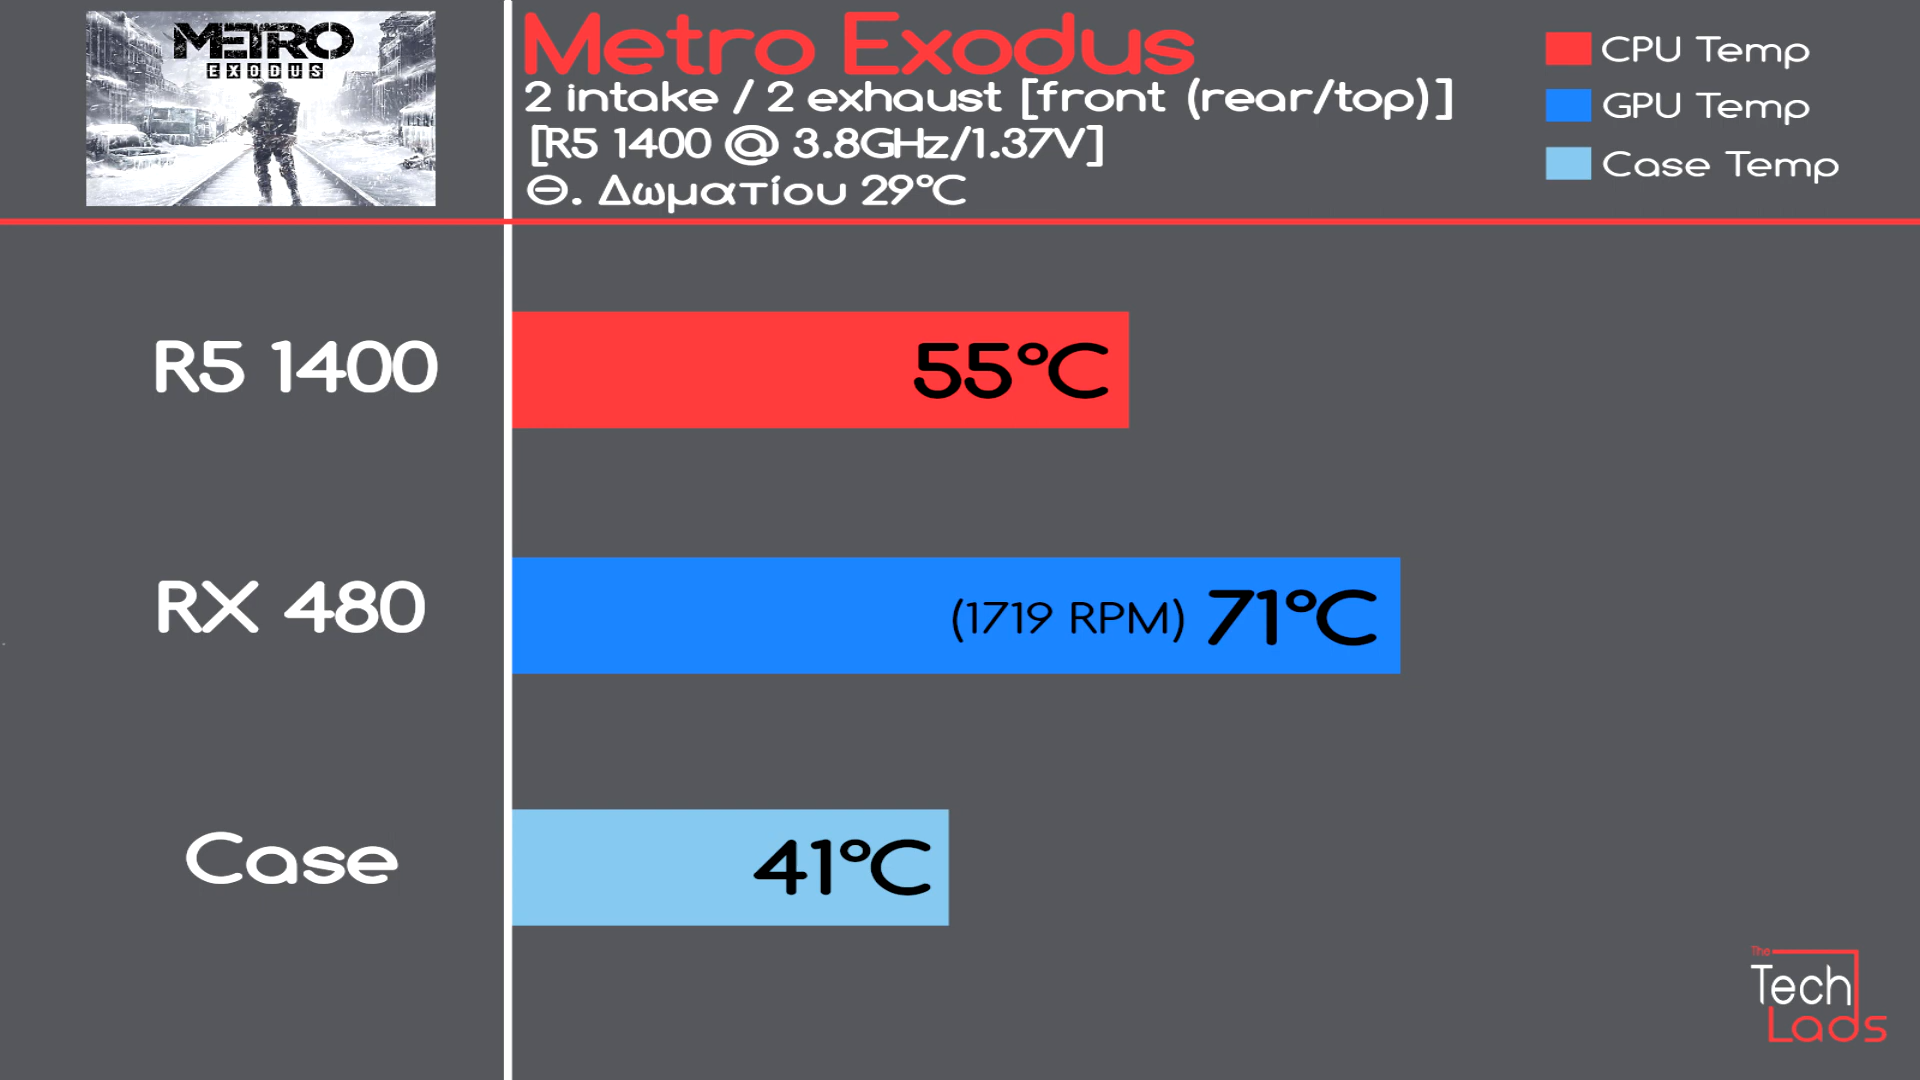 METRO
EXODUS
Metro Exodus
2 intake / 2 exhaust [front (rear/top)]
[R5 1400 @ 3.8GHz/1.37V]
Θ. Δωματίου 29°C
CPU Temp
GPU Temp
Case Temp
R5 1400
55°C
RX 480
(1719 RPM) 71°C
Case
41°C
The
Tech
Lads